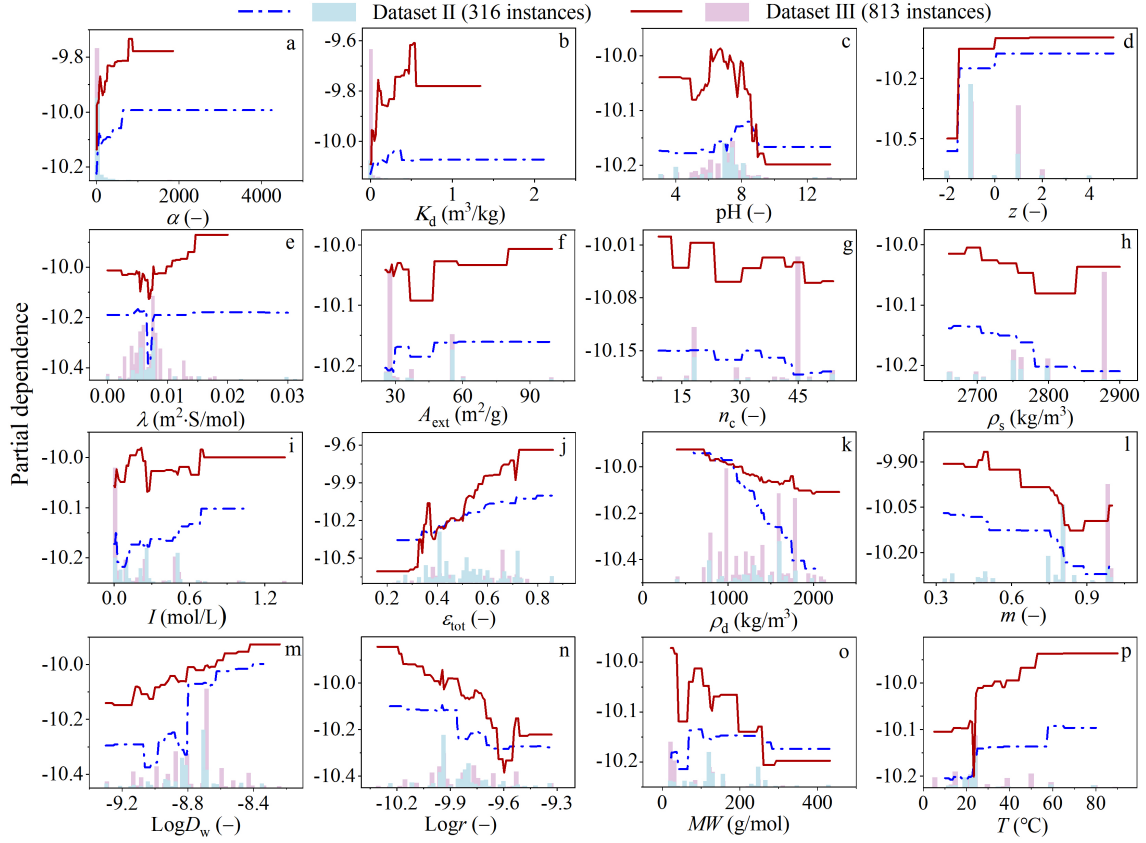 Dataset II (316 instances) Dataset III (813 instances)
Partial dependence
a
-9.8
-10.0
-10.2
0 2000 4000
α (–)
b
-9.6
-9.8
-10.0
0 1 2
Kd (m3/kg)
c
-10.0
-10.1
-10.2
4 8 12
pH (–)
d
-10.2
-10.5
-2 0 2 4
z (–)
e
-10.0
-10.2
-10.4
0.00 0.01 0.02 0.03
λ (m2·S/mol)
f
-10.0
-10.1
-10.2
30 60 90
Aext (m2/g)
g
-10.01
-10.08
-10.15
15 30 45
nc (–)
h
-10.0
-10.1
-10.2
2700 2800 2900
ρs (kg/m3)
i
-10.0
-10.1
-10.2
0.0 0.6 1.2
I (mol/L)
j
-9.6
-9.9
-10.2
-10.5
0.2 0.4 0.6 0.8
εtot (–)
k
-10.0
-10.2
-10.4
0 1000 2000
ρd (kg/m3)
l
-9.90
-10.05
-10.20
0.3 0.6 0.9
m (–)
m
-10.0
-10.2
-10.4
-9.2 -8.8 -8.4
LogDw (–)
n
-10.0
-10.2
-10.4
-10.2 -9.9 -9.6 -9.3
Logr (–)
o
-10.0
-10.1
-10.2
0 200 400
MW (g/mol)
p
-10.0
-10.1
-10.2
0 20 40 60 80
T (°C)